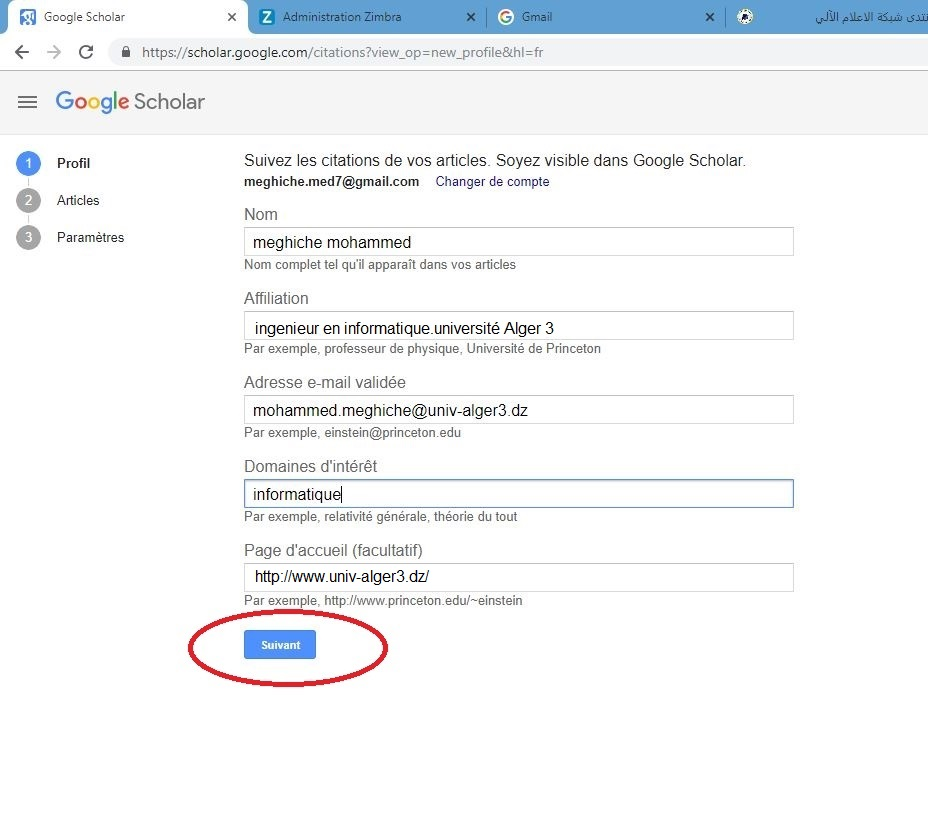 Google Scholar
Administration Zimbra
Gmail
منتدى شبكة الاعلام الآلي
https://scholar.google.com/citations?view_op=new_profile&hl=fr
Google Scholar
1 Profil
2 Articles
3 Paramètres
Suivez les citations de vos articles. Soyez visible dans Google Scholar.
meghiche.med7@gmail.com Changer de compte
Nom
meghiche mohammed
Nom complet tel qu'il apparaît dans vos articles
Affiliation
ingenieur en informatique.université Alger 3
Par exemple, professeur de physique, Université de Princeton
Adresse e-mail validée
mohammed.meghiche@univ-alger3.dz
Par exemple, einstein@princeton.edu
Domaines d'intérêt
informatique
Par exemple, relativité générale, théorie du tout
Page d'accueil (facultatif)
http://www.univ-alger3.dz/
Par exemple, http://www.princeton.edu/~einstein
Suivant